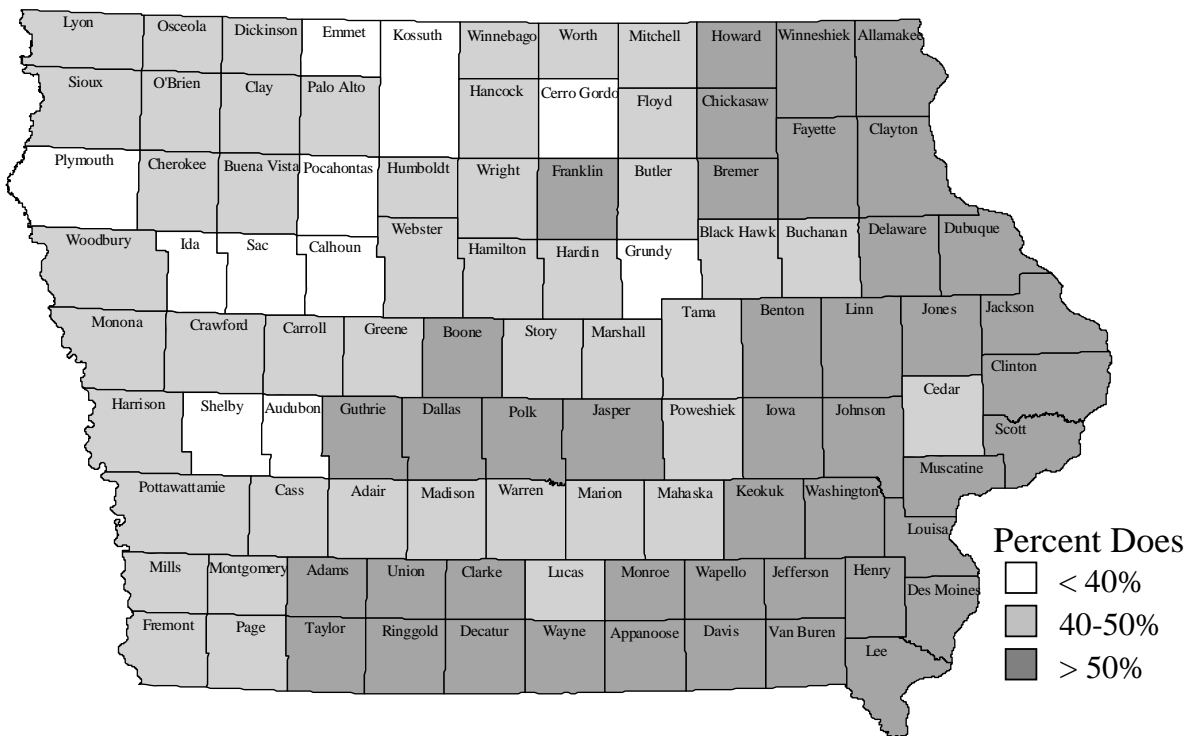 Lyon Osceola Dickinson Emmet Kossuth Winnebago Worth Mitchell Howard Winneshiek Allamakee
Sioux O'Brien Clay Palo Alto Hancock Cerro Gordo Floyd Chickasaw
Fayette Clayton
Plymouth Cherokee Buena Vista Pocahontas Humboldt Wright Franklin Butler Bremer
Woodbury Ida Sac Calhoun Webster Hamilton Hardin Grundy Black Hawk Buchanan Delaware Dubuque
Monona Crawford Carroll Greene Boone Story Marshall Tama Benton Linn Jones Jackson
Clinton
Harrison Shelby Audubon Guthrie Dallas Polk Jasper Poweshiek Iowa Johnson Cedar
Scott
Muscatine
Pottawattamie Cass Adair Madison Warren Marion Mahaska Keokuk Washington
Louisa
Mills Montgomery Adams Union Clarke Lucas Monroe Wapello Jefferson Henry
Des Moines
Fremont Page Taylor Ringgold Decatur Wayne Appanoose Davis Van Buren
Lee
Percent Does
< 40%
40-50%
> 50%